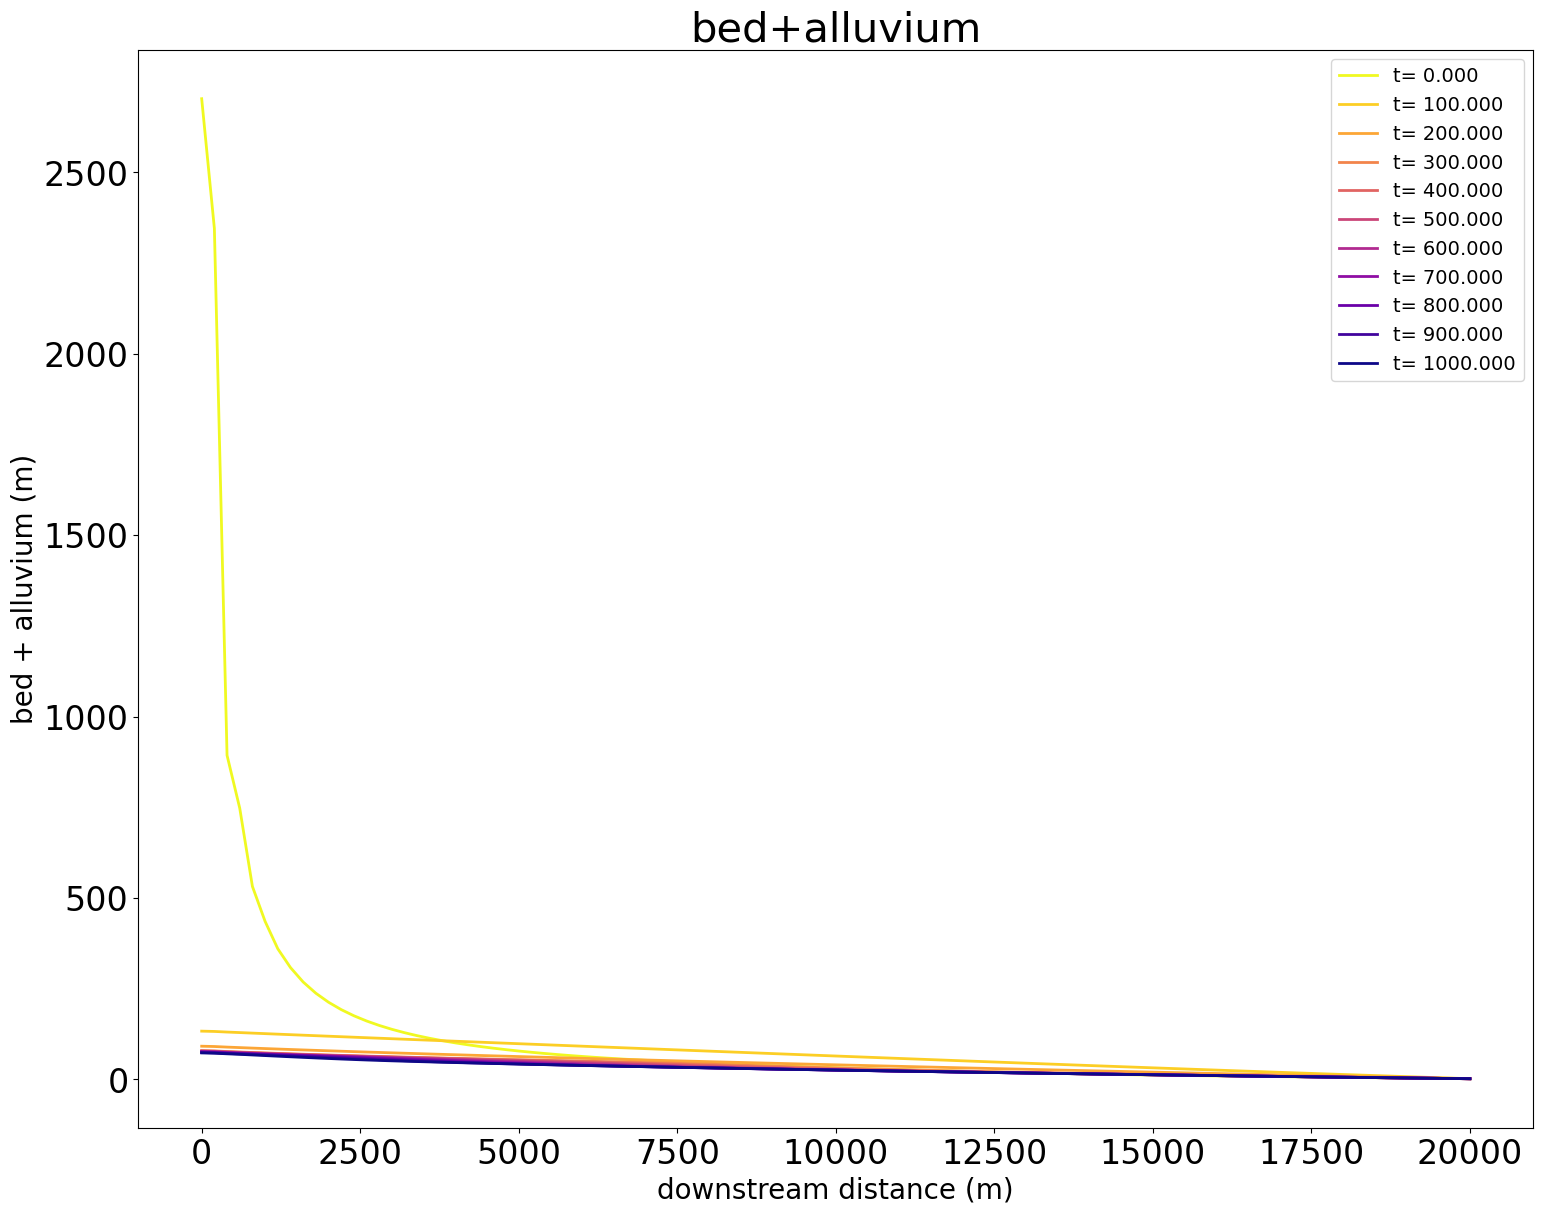 bed+alluvium
t= 0.000
t= 100.000
t= 200.000
t= 300.000
t= 400.000
t= 500.000
t= 600.000
t= 700.000
t= 800.000
t= 900.000
t= 1000.000
bed + alluvium (m)
2500
2000
1500
1000
500
0
0 2500 5000 7500 10000 12500 15000 17500 20000
downstream distance (m)